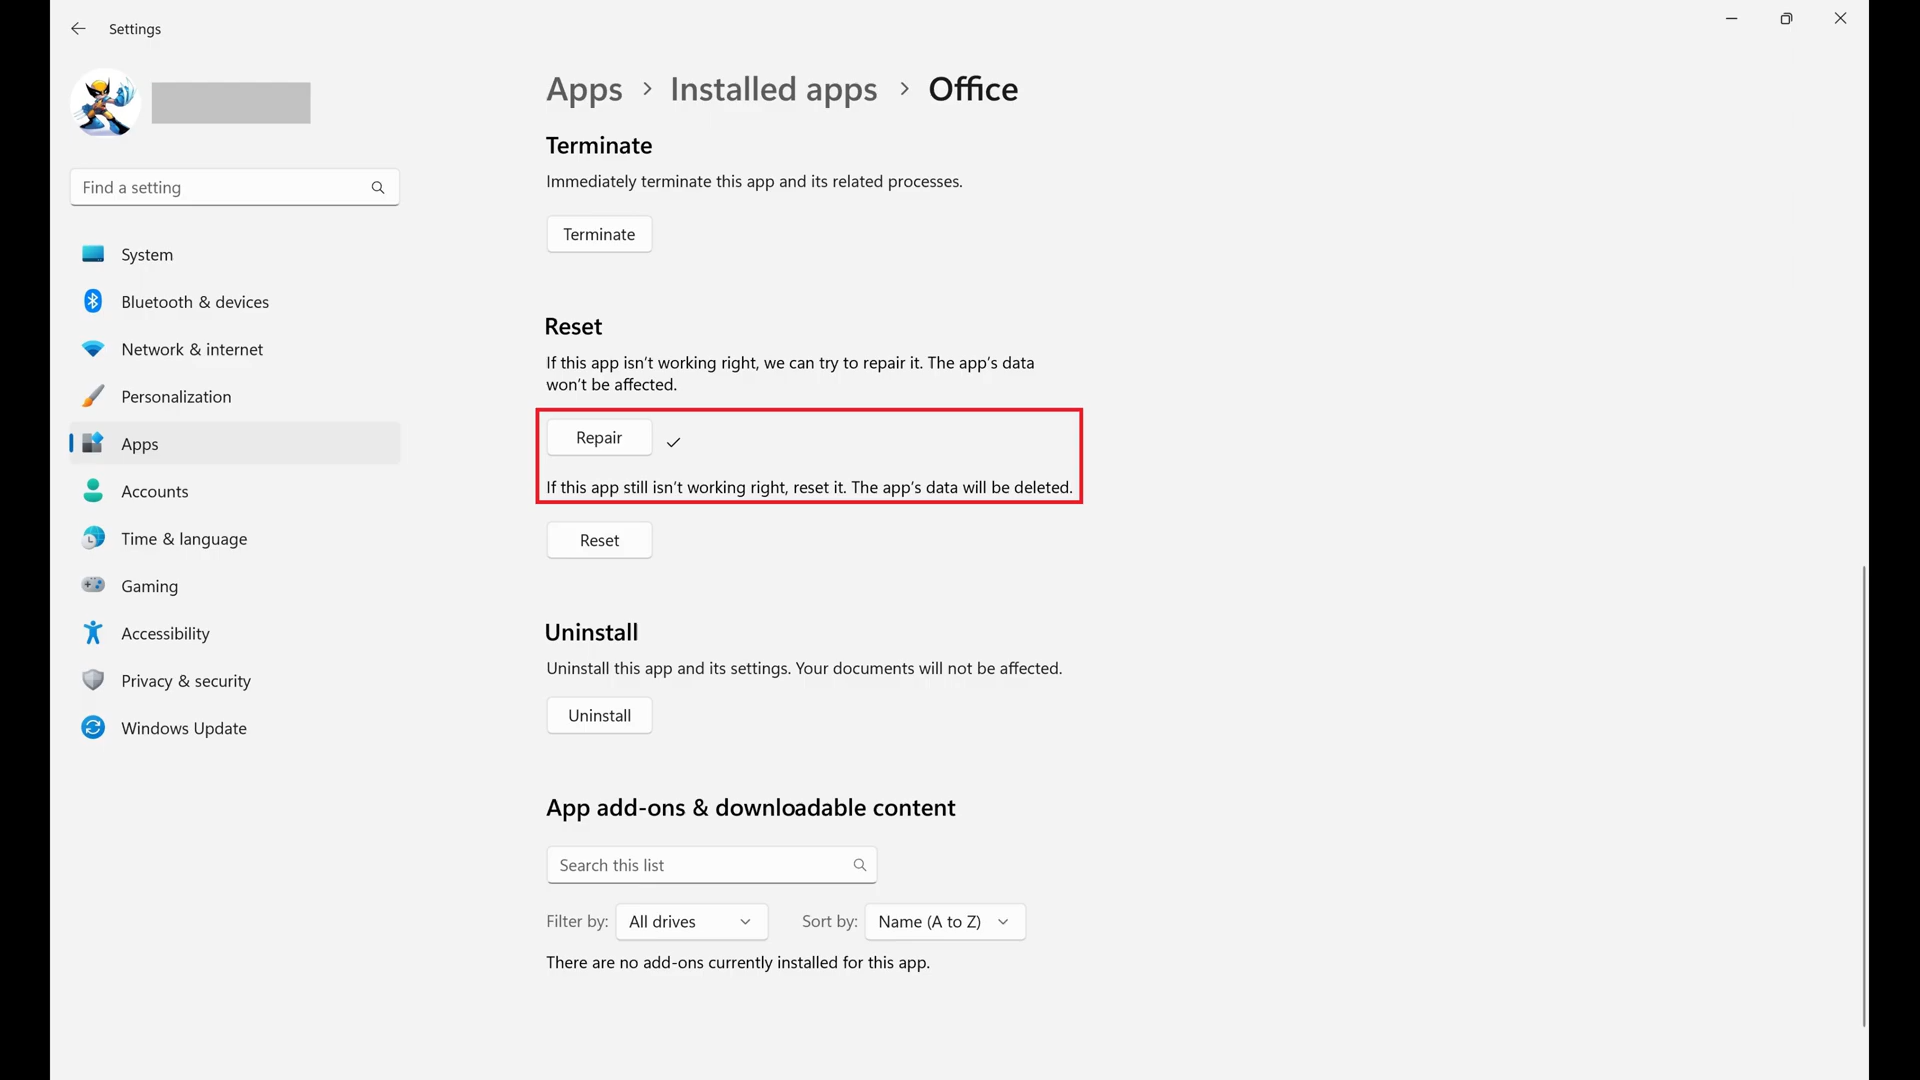 Settings
Find a setting
System
Bluetooth & devices
Network & internet
Personalization
Apps
Accounts
Time & language
Gaming
Accessibility
Privacy & security
Windows Update
Apps > Installed apps > Office
Terminate
Immediately terminate this app and its related processes.
Terminate
Reset
If this app isn’t working right, we can try to repair it. The app’s data
won’t be affected.
Repair
If this app still isn’t working right, reset it. The app’s data will be deleted.
Reset
Uninstall
Uninstall this app and its settings. Your documents will not be affected.
Uninstall
App add-ons & downloadable content
Search this list
Filter by: All drives Sort by: Name (A to Z)
There are no add-ons currently installed for this app.